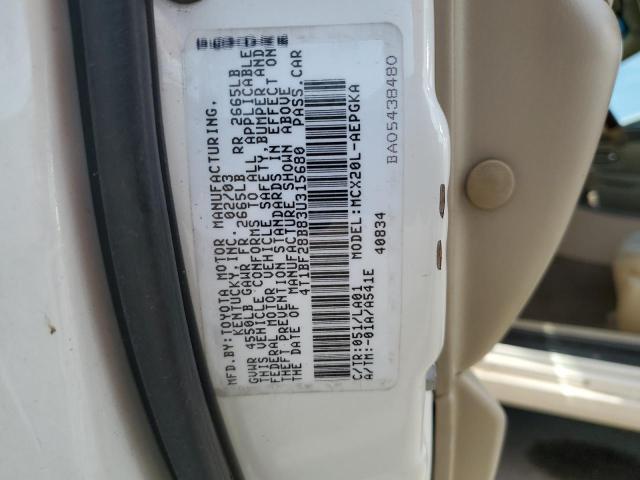 MFD.BY:TOYOTA MOTOR MANUFACTURING,
KENTUCKY,INC. 02/03
GVWR 4550LB GAWR FR 2665LB RR 2665LB
THIS VEHICLE CONFORMS TO ALL APPLICABLE
FEDERAL MOTOR VEHICLE SAFETY,BUMPER AND
THEFT PREVENTION STANDARDS IN EFFECT ON
THE DATE OF MANUFACTURE SHOWN ABOVE.
4T1BF28B83U315680 PASS.CAR
C/TR:051/LA01 MODEL:MCX20L-AEPGKA
A/TM:-01A/A541E 40834
BA05438480